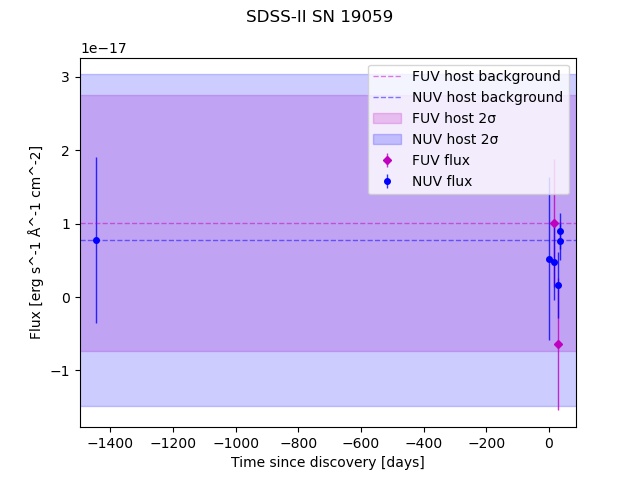 SDSS-II SN 19059
1e−17
FUV host background
NUV host background
FUV host 2σ
NUV host 2σ
FUV flux
NUV flux
3
2
1
0
−1
Flux [erg s^-1 Å^-1 cm^-2]
−1400 −1200 −1000 −800 −600 −400 −200 0
Time since discovery [days]